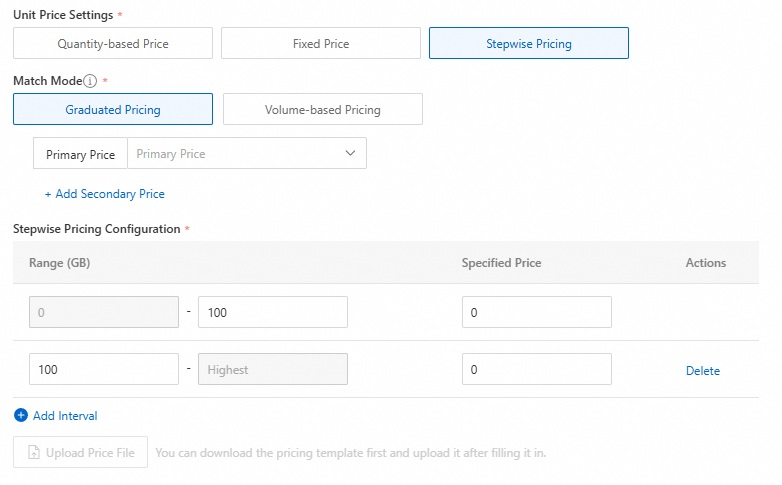 Unit Price Settings *
Quantity-based Price Fixed Price Stepwise Pricing
Match Mode i *
Graduated Pricing Volume-based Pricing
Primary Price Primary Price
+ Add Secondary Price
Stepwise Pricing Configuration *
Range (GB) Specified Price Actions
0 - 100 0
100 - Highest 0 Delete
+ Add Interval
Upload Price File You can download the pricing template first and upload it after filling it in.